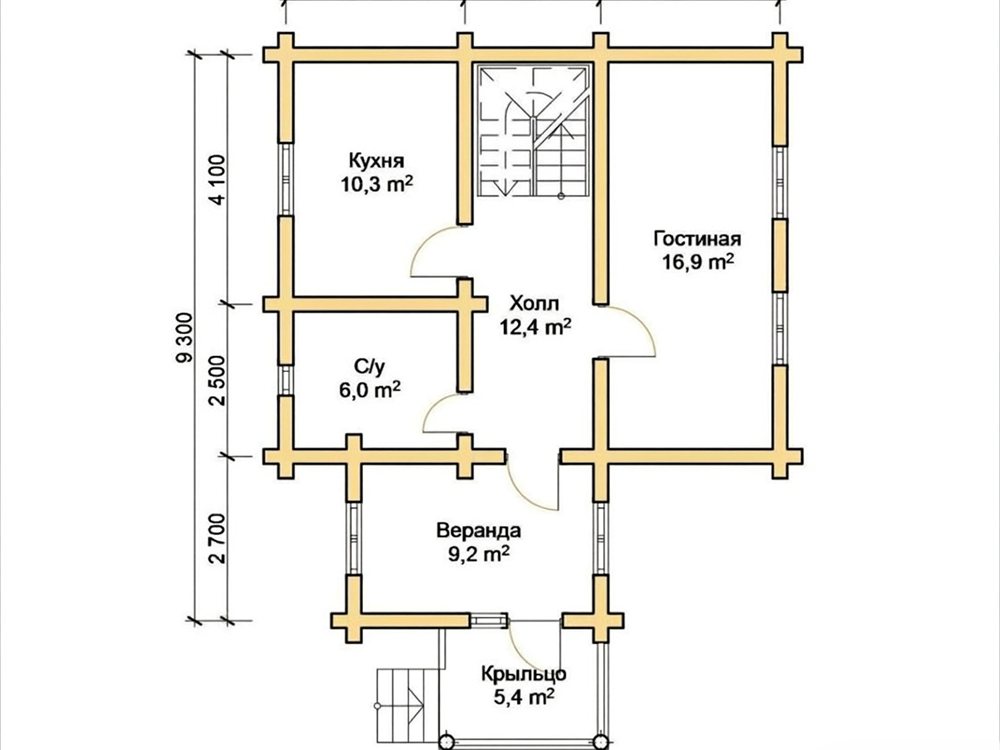 Кухня
10,3 m²
4 100
Гостиная
16,9 m²
Холл
12,4 m²
9 300
2 500
С/у
6,0 m²
2 700
Веранда
9,2 m²
Крыльцо
5,4 m²